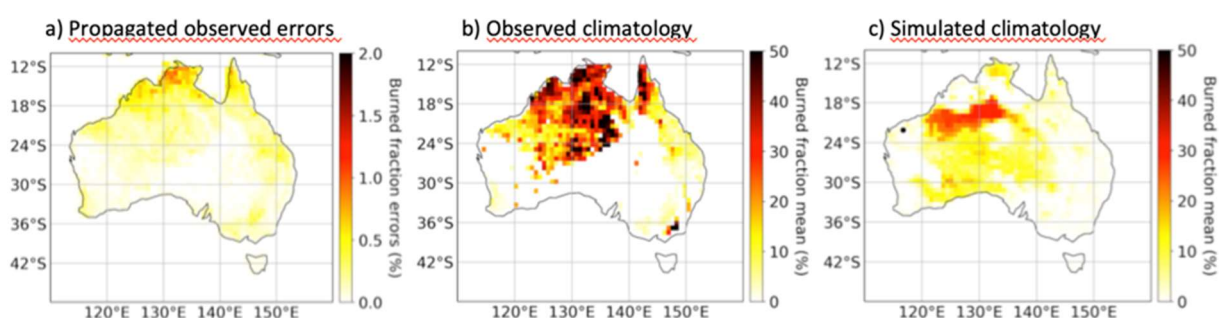 a) Propagated observed errors
b) Observed climatology
c) Simulated climatology
12°S
18°S
24°S
30°S
36°S
42°S
120°E 130°E 140°E 150°E
2.0
1.5
1.0
0.5
0.0
Burned fraction errors (%)
12°S
18°S
24°S
30°S
36°S
42°S
120°E 130°E 140°E 150°E
50
40
30
20
10
0
Burned fraction mean (%)
12°S
18°S
24°S
30°S
36°S
42°S
120°E 130°E 140°E 150°E
50
40
30
20
10
0
Burned fraction mean (%)